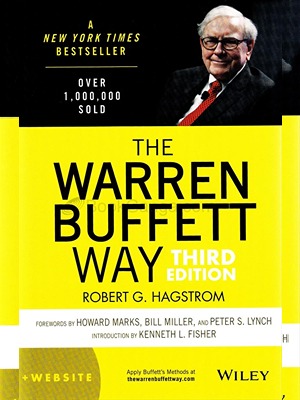 A
NEW YORK TIMES
BESTSELLER
OVER
1,000,000
SOLD
THE
WARREN
BUFFETT
WAY THIRD EDITION
ROBERT G. HAGSTROM
FOREWORDS BY HOWARD MARKS, BILL MILLER, AND PETER S. LYNCH
INTRODUCTION BY KENNETH L. FISHER
+ WEBSITE
Apply Buffett's Methods at
thewarrenbuffettway.com
WILEY